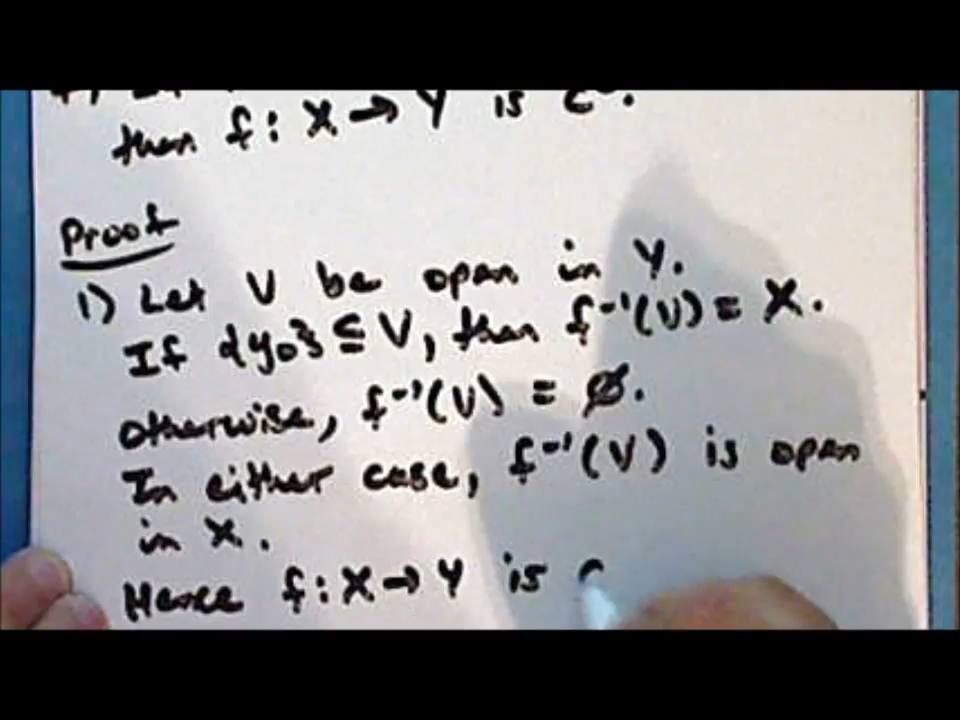 then f : X → Y is
Proof
1) Let V be open in Y.
If {y₀} ⊆ V, then f⁻¹(V) = X.
otherwise, f⁻¹(V) = ∅.
In either case, f⁻¹(V) is open
in X.
Hence f : X → Y is